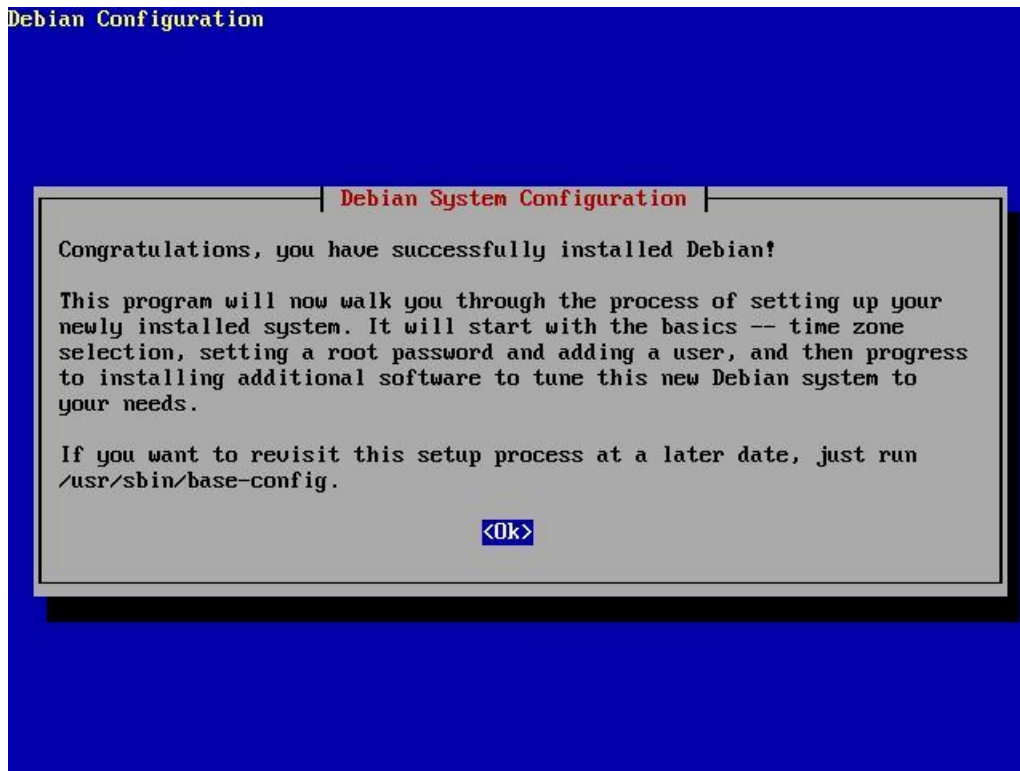 Debian Configuration
Debian System Configuration
Congratulations, you have successfully installed Debian!
This program will now walk you through the process of setting up your
newly installed system. It will start with the basics -- time zone
selection, setting a root password and adding a user, and then progress
to installing additional software to tune this new Debian system to
your needs.
If you want to revisit this setup process at a later date, just run
/usr/sbin/base-config.
<Ok>